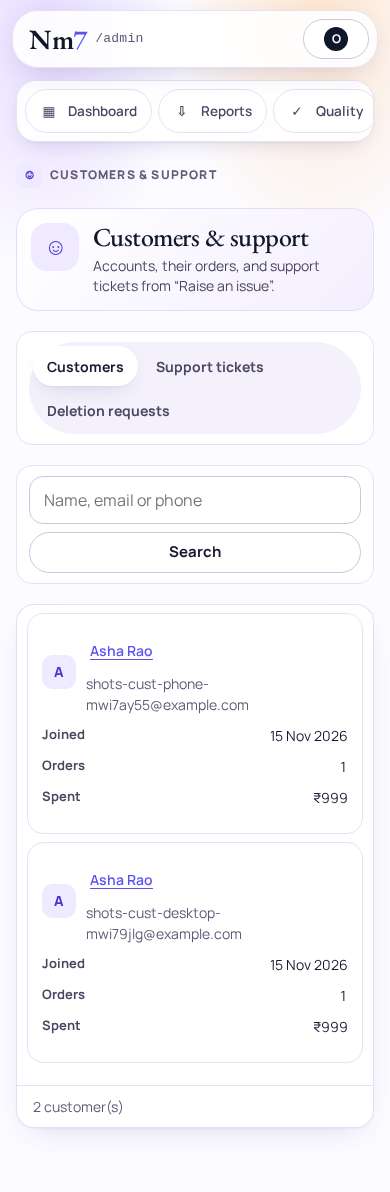 Nm7 /admin O
Dashboard Reports Quality
CUSTOMERS & SUPPORT
Customers & support
Accounts, their orders, and support
tickets from “Raise an issue”.
Customers Support tickets
Deletion requests
Name, email or phone
Search
Asha Rao
A
shots-cust-phone-
mwi7ay55@example.com
Joined 15 Nov 2026
Orders 1
Spent ₹999
Asha Rao
A
shots-cust-desktop-
mwi79jlg@example.com
Joined 15 Nov 2026
Orders 1
Spent ₹999
2 customer(s)